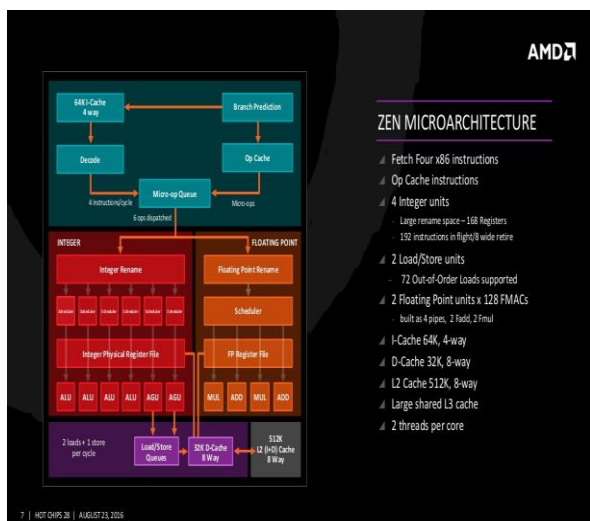 AMD
64K I-Cache
4 way
Branch Prediction
Decode
Op Cache
Micro-op Queue
4 instructions/cycle
Micro-ops
6 ops dispatched
INTEGER
FLOATING POINT
Integer Rename
Floating Point Rename
Scheduler
Scheduler
Scheduler
Scheduler
Scheduler
Scheduler
Scheduler
Integer Physical Register File
FP Register File
ALU
ALU
ALU
ALU
AGU
AGU
MUL
ADD
MUL
ADD
2 loads + 1 store
per cycle
Load/Store
Queues
32K D-Cache
8 Way
512K
L2 (I+D) Cache
8 Way
ZEN MICROARCHITECTURE
Fetch Four x86 instructions
Op Cache instructions
4 Integer units
- Large rename space – 168 Registers
- 192 instructions in flight/8 wide retire
2 Load/Store units
- 72 Out-of-Order Loads supported
2 Floating Point units x 128 FMACs
- built as 4 pipes, 2 Fadd, 2 Fmul
I-Cache 64K, 4-way
D-Cache 32K, 8-way
L2 Cache 512K, 8-way
Large shared L3 cache
2 threads per core
7 | HOT CHIPS 28 | AUGUST 23, 2016